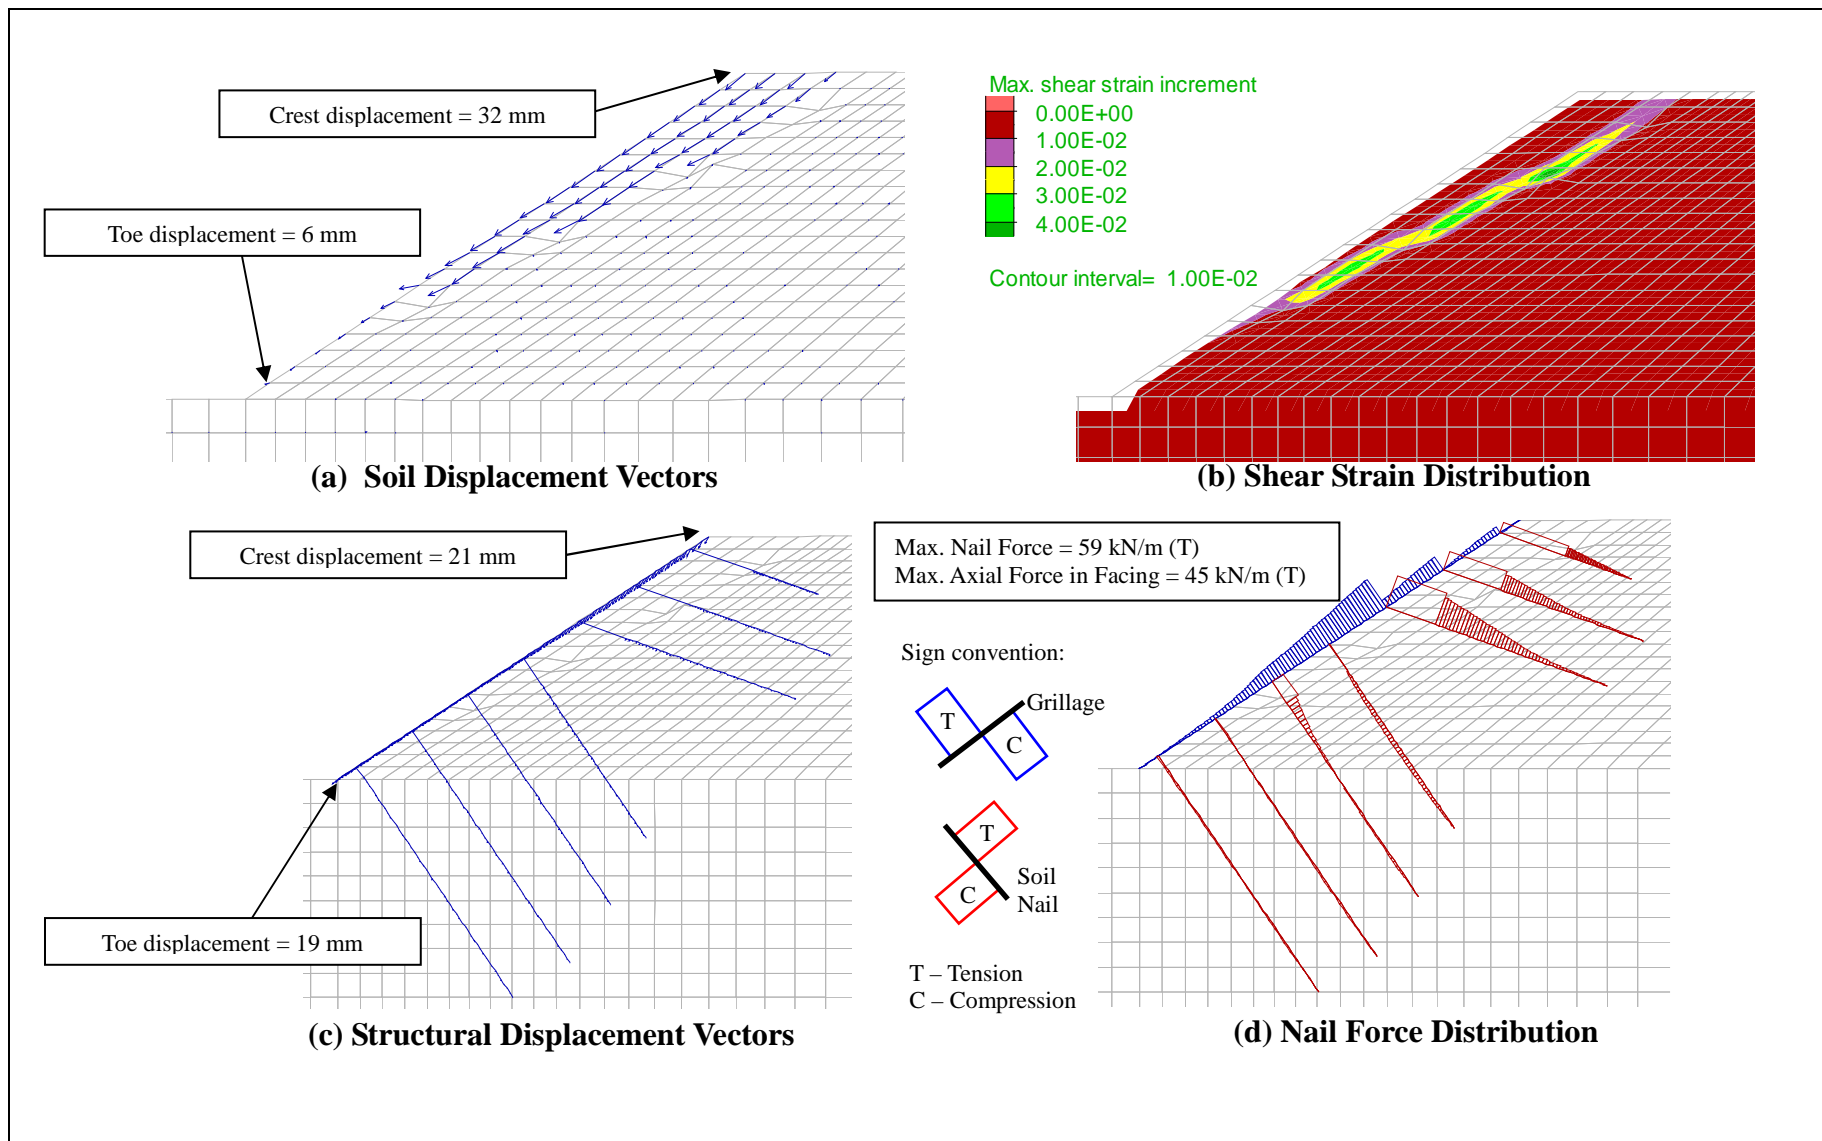 Crest displacement = 32 mm
Toe displacement = 6 mm
(a) Soil Displacement Vectors
Max. shear strain increment
0.00E+00
1.00E-02
2.00E-02
3.00E-02
4.00E-02
Contour interval= 1.00E-02
(b) Shear Strain Distribution
Crest displacement = 21 mm
Toe displacement = 19 mm
(c) Structural Displacement Vectors
Max. Nail Force = 59 kN/m (T)
Max. Axial Force in Facing = 45 kN/m (T)
Sign convention:
Grillage
T
C
T
C
Soil
Nail
T – Tension
C – Compression
(d) Nail Force Distribution